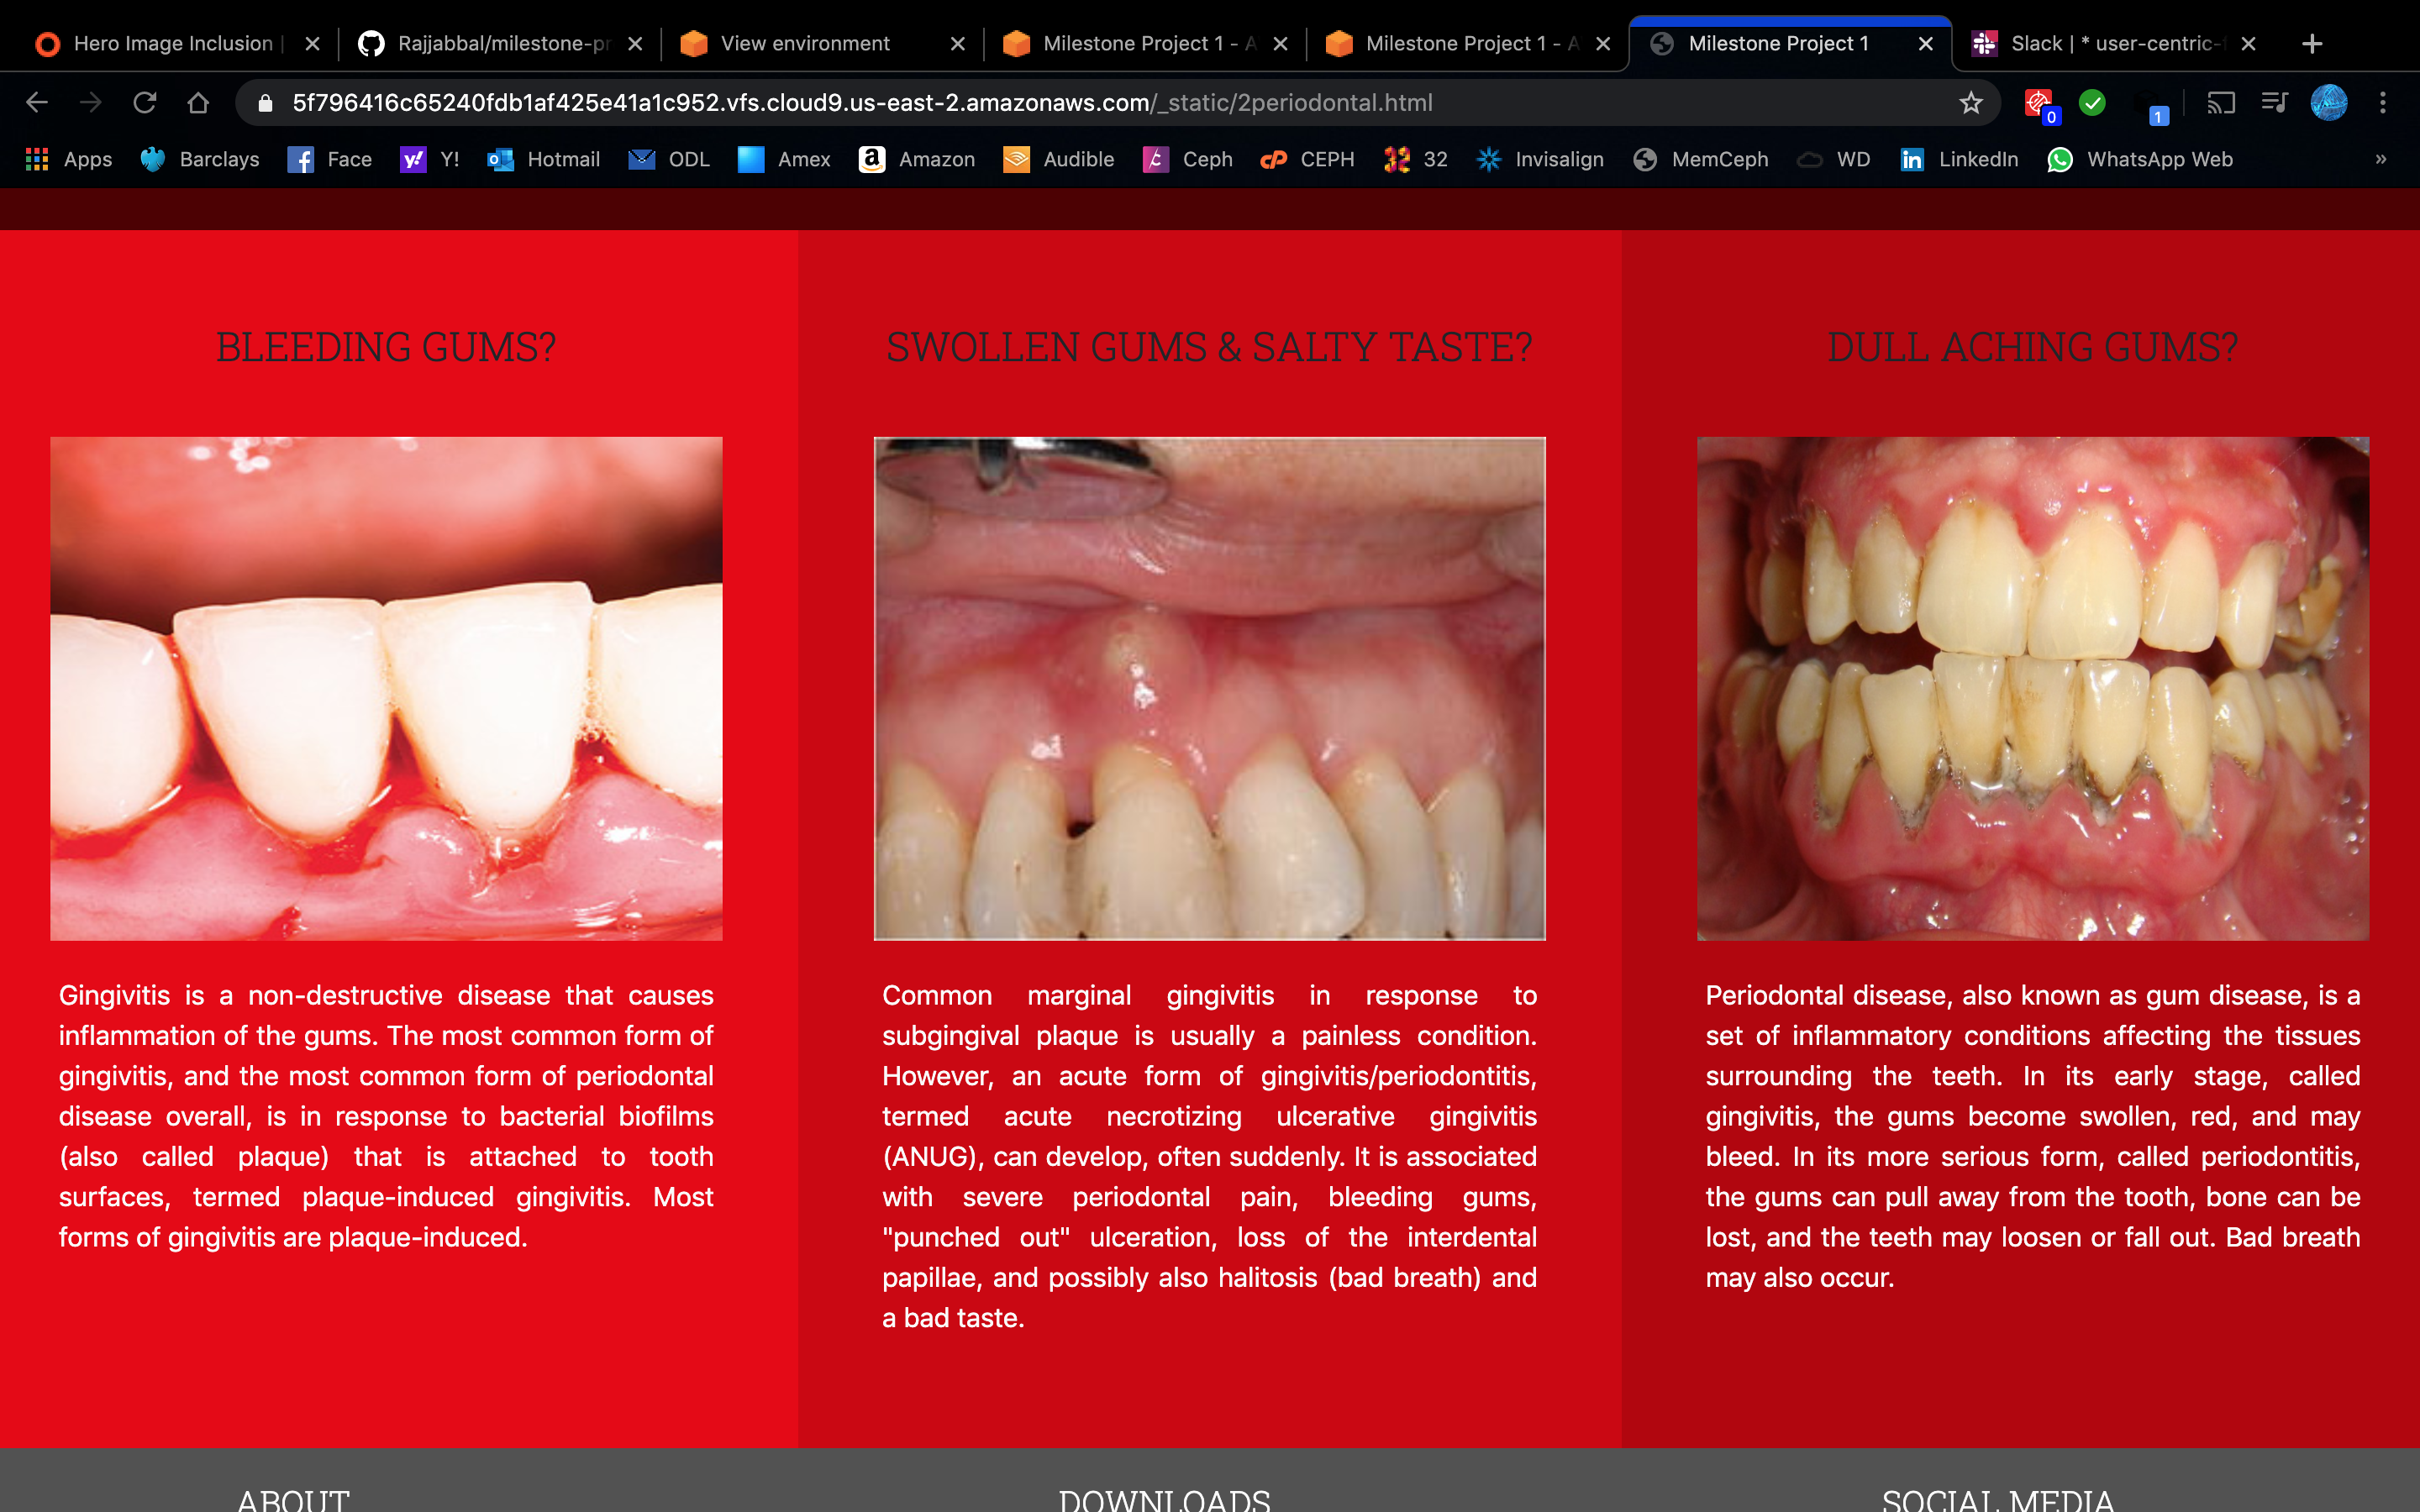 Hero Image Inclusion
Rajjabbal/milestone-pr
View environment
Milestone Project 1 - A
Milestone Project 1 - A
Milestone Project 1
Slack | * user-centric-
5f796416c65240fdb1af425e41a1c952.vfs.cloud9.us-east-2.amazonaws.com/_static/2periodontal.html
0
1
Apps
Barclays
Face
Y!
Hotmail
ODL
Amex
Amazon
Audible
Ceph
CEPH
32
Invisalign
MemCeph
WD
LinkedIn
WhatsApp Web
»
BLEEDING GUMS?
Gingivitis is a non-destructive disease that causes
inflammation of the gums. The most common form of
gingivitis, and the most common form of periodontal
disease overall, is in response to bacterial biofilms
(also called plaque) that is attached to tooth
surfaces, termed plaque-induced gingivitis. Most
forms of gingivitis are plaque-induced.
SWOLLEN GUMS & SALTY TASTE?
Common marginal gingivitis in response to
subgingival plaque is usually a painless condition.
However, an acute form of gingivitis/periodontitis,
termed acute necrotizing ulcerative gingivitis
(ANUG), can develop, often suddenly. It is associated
with severe periodontal pain, bleeding gums,
"punched out" ulceration, loss of the interdental
papillae, and possibly also halitosis (bad breath) and
a bad taste.
DULL ACHING GUMS?
Periodontal disease, also known as gum disease, is a
set of inflammatory conditions affecting the tissues
surrounding the teeth. In its early stage, called
gingivitis, the gums become swollen, red, and may
bleed. In its more serious form, called periodontitis,
the gums can pull away from the tooth, bone can be
lost, and the teeth may loosen or fall out. Bad breath
may also occur.
ABOUT
DOWNLOADS
SOCIAL MEDIA